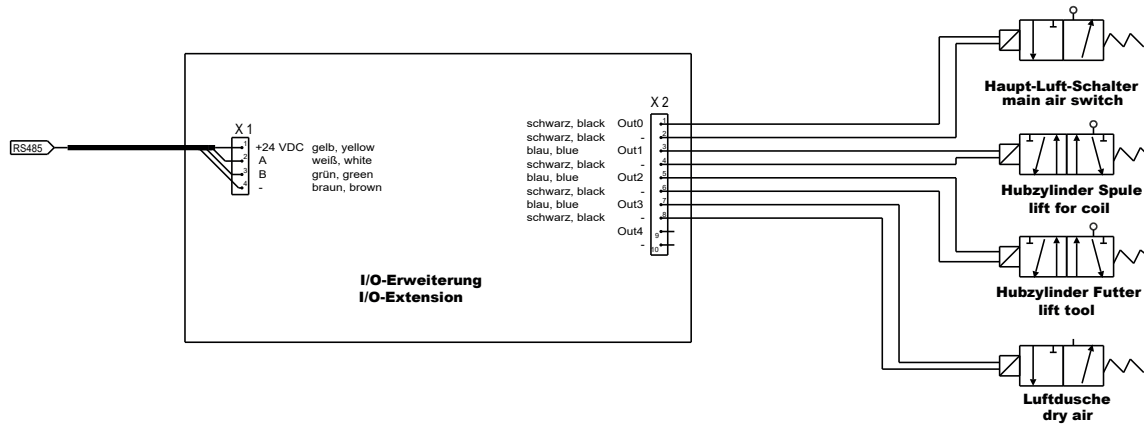 Haupt-Luft-Schalter
main air switch
X 1
X 2
RS485
1 +24 VDC gelb, yellow
2 A weiß, white
3 B grün, green
4 - braun, brown
schwarz, black Out0 1
schwarz, black - 2
blau, blue Out1 3
schwarz, black - 4
blau, blue Out2 5
schwarz, black - 6
blau, blue Out3 7
schwarz, black - 8
Out4 9
- 10
Hubzylinder Spule
lift for coil
I/O-Erweiterung
I/O-Extension
Hubzylinder Futter
lift tool
Luftdusche
dry air